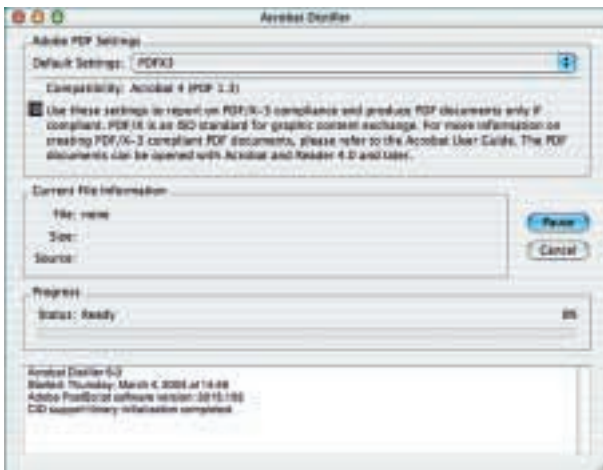 Acrobat Distiller
Adobe PDF Settings
Default Settings: PDFX3
Compatibility: Acrobat 4 (PDF 1.3)
Use these settings to report on PDF/X-3 compliance and produce PDF documents only if
compliant. PDF/X is an ISO standard for graphic content exchange. For more information on
creating PDF/X-3 compliant PDF documents, please refer to the Acrobat User Guide. The PDF
documents can be opened with Acrobat and Reader 4.0 and later.
Current File Information
File: none
Size:
Source:
Pause
Cancel
Progress
Status: Ready
0%
Acrobat Distiller 6.0
Started: Thursday, March 4, at
Adobe PostScript software version:
CID support library initialization completed.